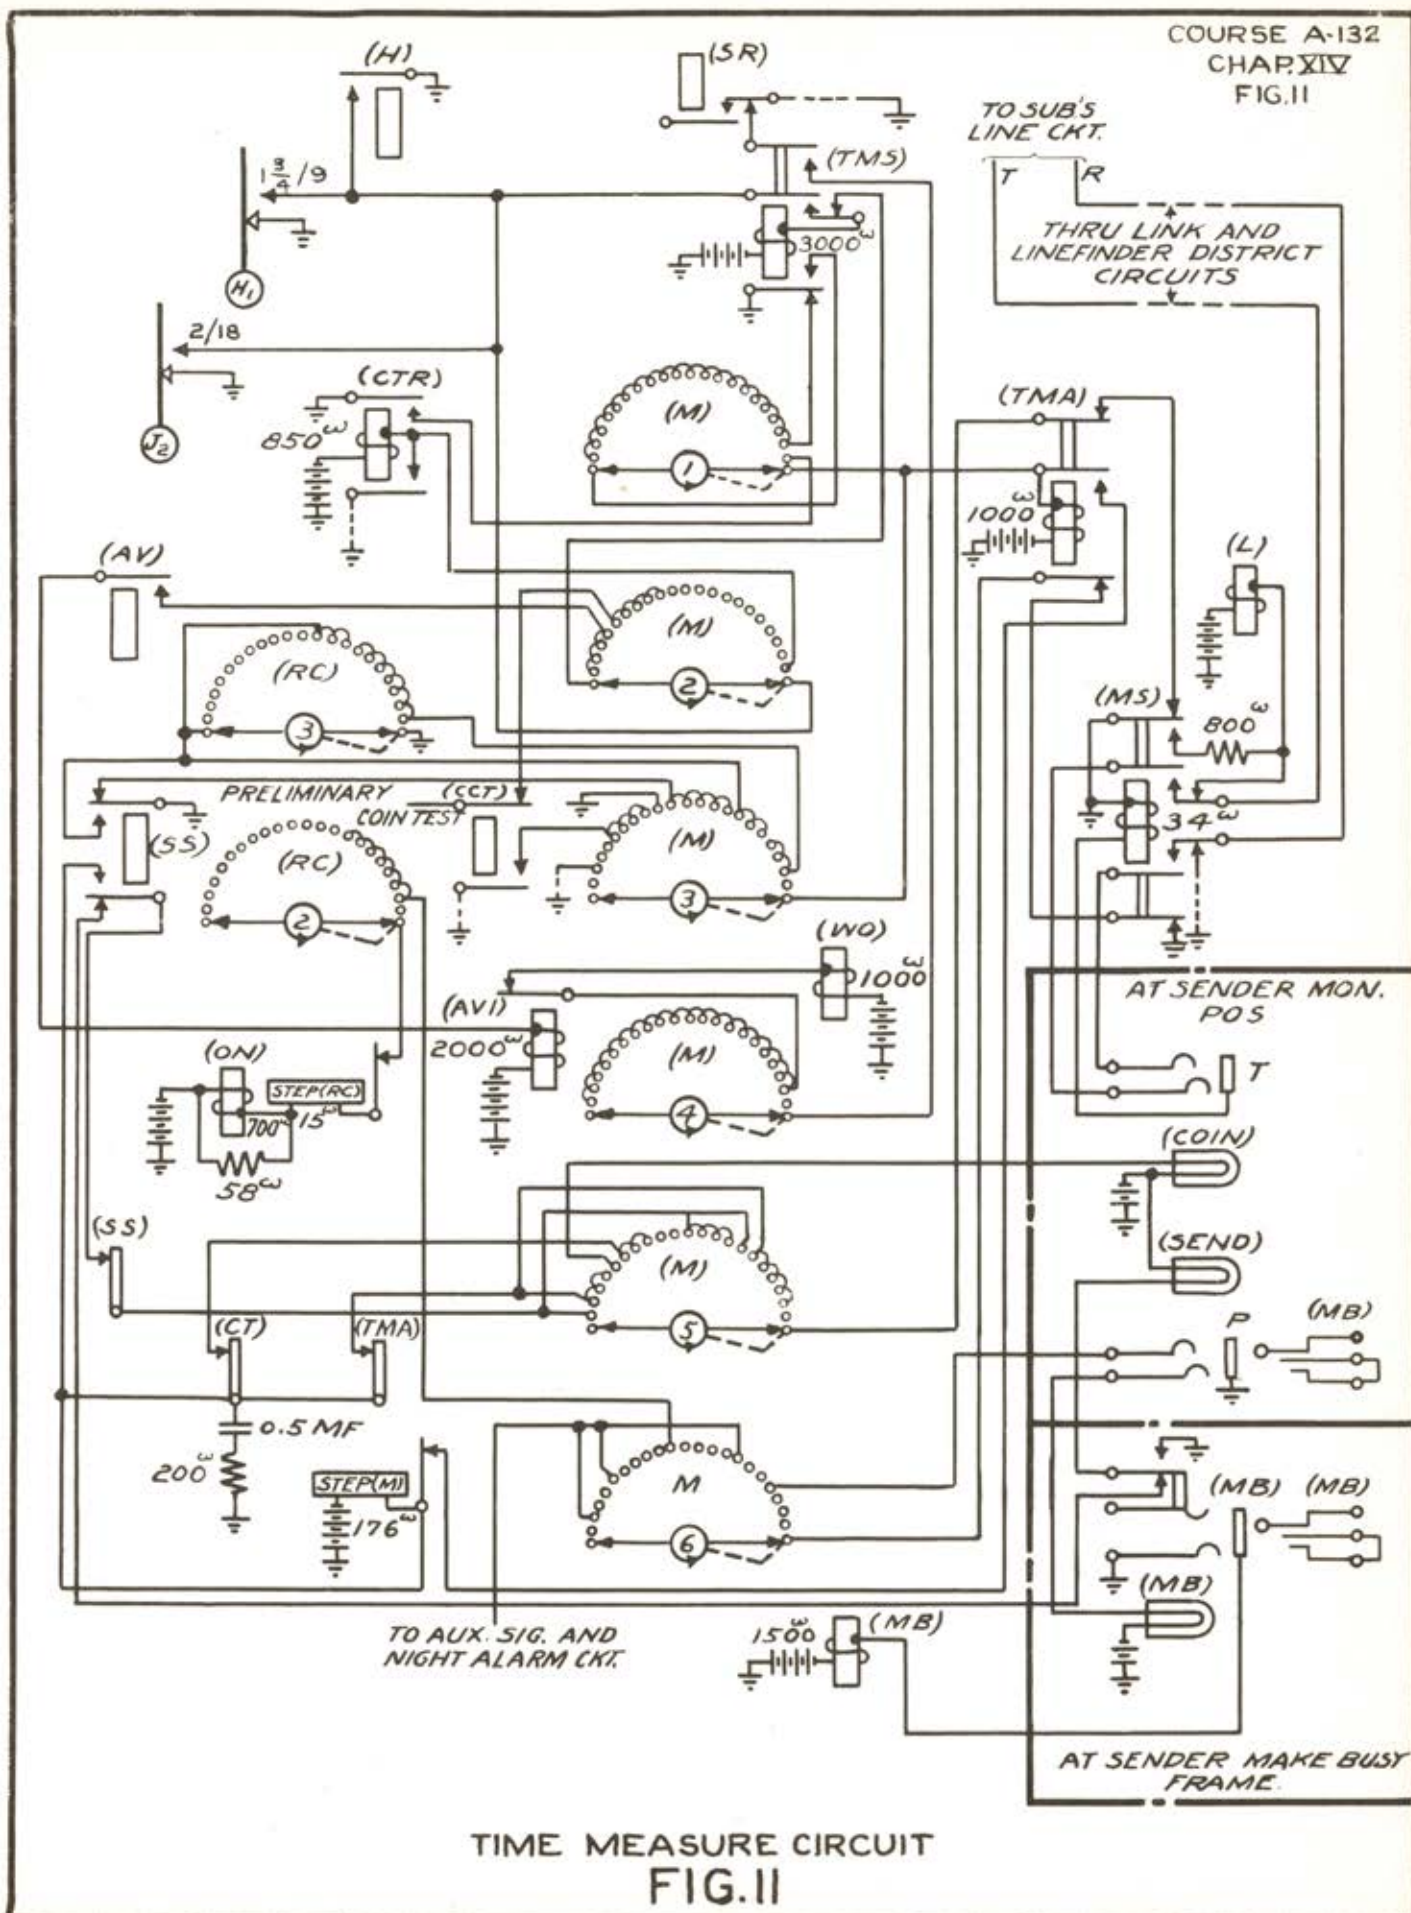 COURSE A-132
CHAP. XIV
FIG. 11
(H)
(SR)
TO SUB'S
LINE CKT.
T R
1 3/4 /9
(TMS)
THRU LINK AND
LINEFINDER DISTRICT
CIRCUITS
3000ω
H1
2/18
(CTR)
(M)
1
(TMA)
850ω
J2
1000ω
(L)
(AV)
(M)
2
(RC)
3
(MS)
800ω
PRELIMINARY
COIN TEST
(CCT)
34ω
(SS)
(RC)
2
(M)
3
(WO)
1000ω
AT SENDER MON.
POS
(AV1)
2000ω
(M)
4
(ON)
STEP (RC)
700ω
15ω
58ω
T
(COIN)
(SS)
(SEND)
(M)
5
(CT)
(TMA)
P
(MB)
0.5 MF
200ω
STEP (M)
176ω
M
6
(MB)
(MB)
(MB)
TO AUX. SIG. AND
NIGHT ALARM CKT.
1500ω
(MB)
AT SENDER MAKE BUSY
FRAME.
TIME MEASURE CIRCUIT
FIG. 11